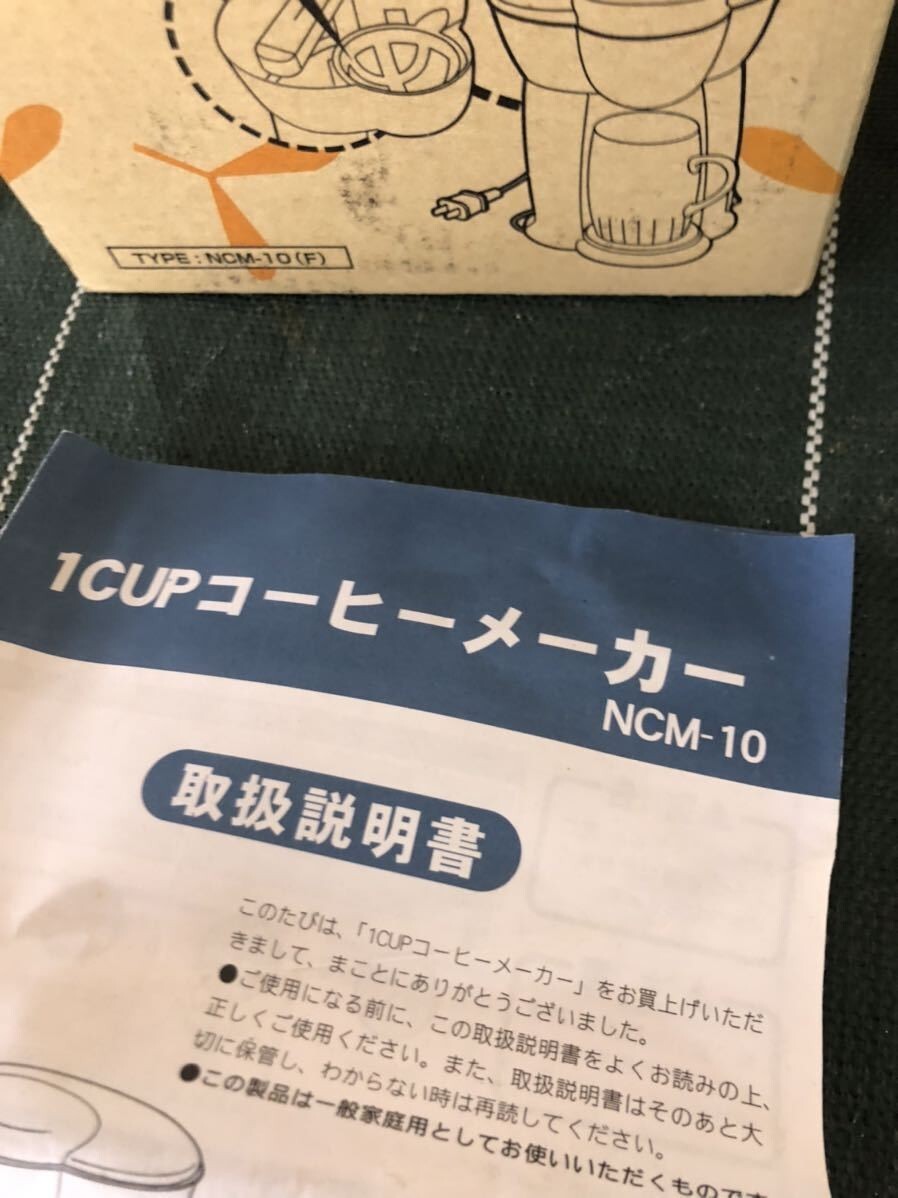 TYPE : NCM-10(F)
1CUPコーヒーメーカー
NCM-10
取扱説明書
このたびは、「1CUPコーヒーメーカー」をお買上げいただ
きまして、まことにありがとうございました。
●ご使用になる前に、この取扱説明書をよくお読みの上、
正しくご使用ください。また、取扱説明書はそのあと大
切に保管し、わからない時は再読してください。
●この製品は一般家庭用としてお使いいただくものです